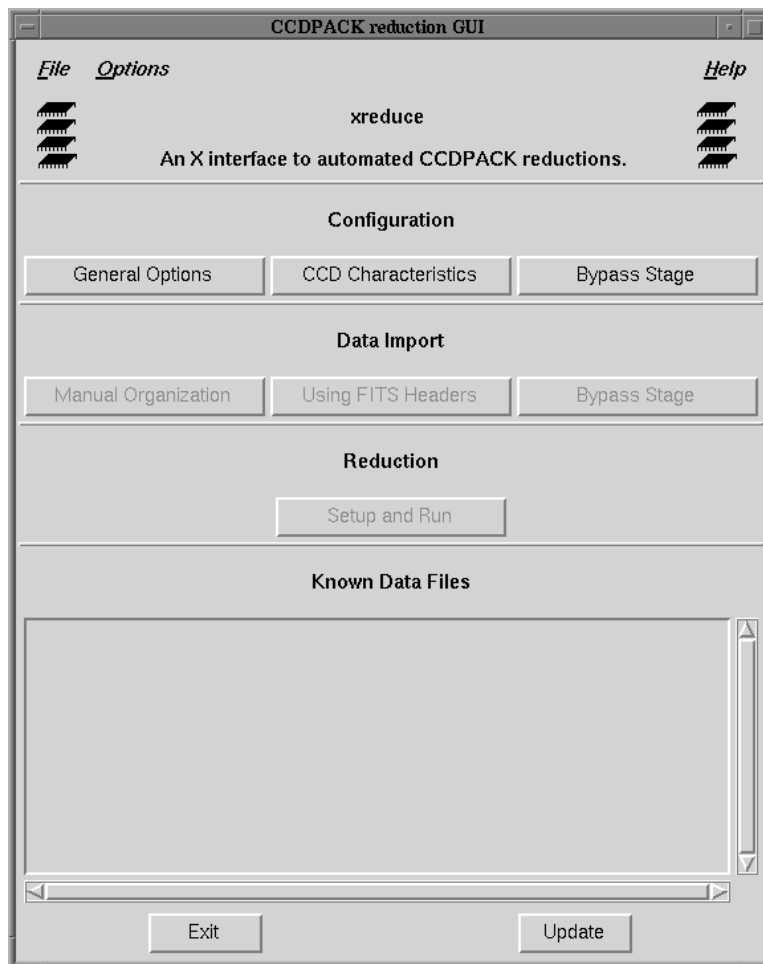 CCDPACK reduction GUI
File Options Help
xreduce
An X interface to automated CCDPACK reductions.
Configuration
General Options CCD Characteristics Bypass Stage
Data Import
Manual Organization Using FITS Headers Bypass Stage
Reduction
Setup and Run
Known Data Files
Exit Update